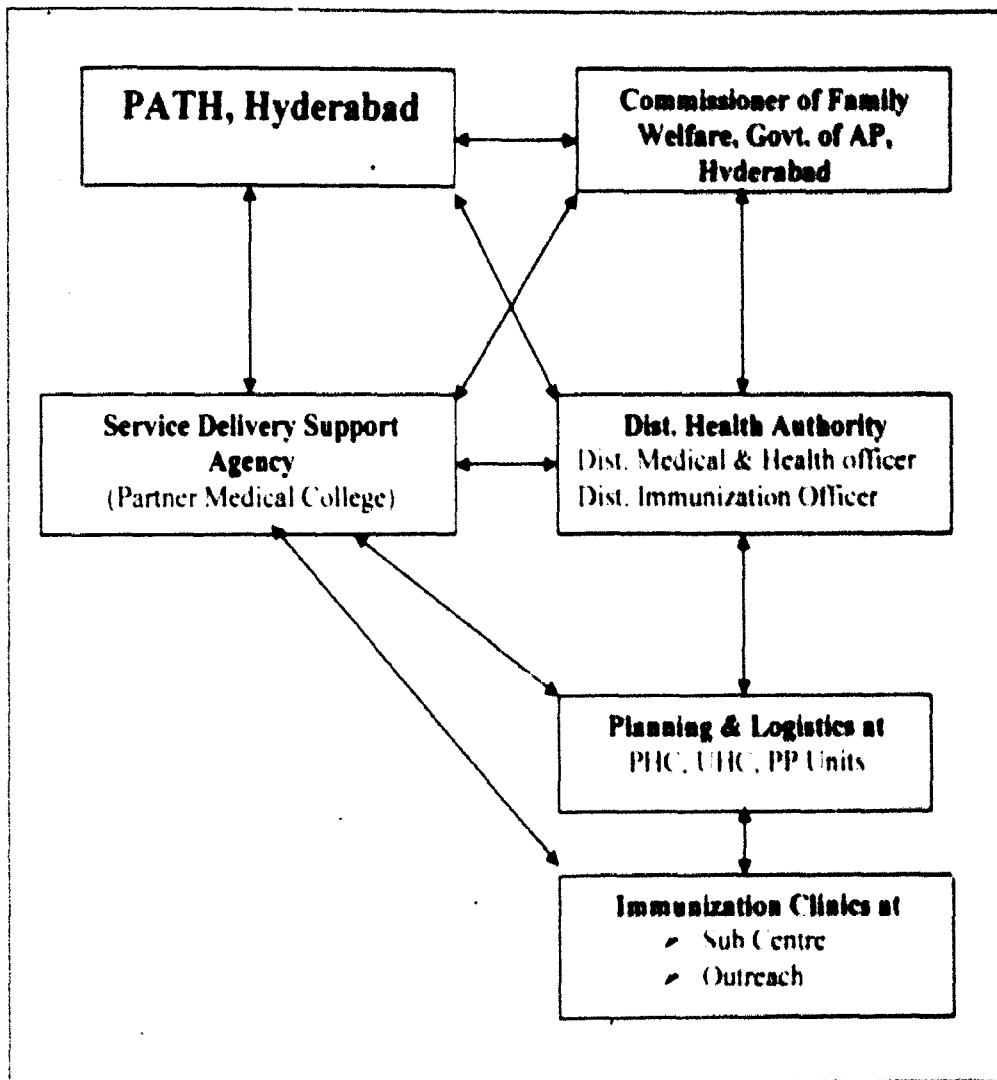 PATH, Hyderabad
Commissioner of Family
Welfare, Govt. of AP,
Hyderabad
Service Delivery Support
Agency
(Partner Medical College)
Dist. Health Authority
Dist. Medical & Health officer
Dist. Immunization Officer
Planning & Logistics at
PHC, UHC, PP Units
Immunization Clinics at
➢ Sub Centre
➢ Outreach